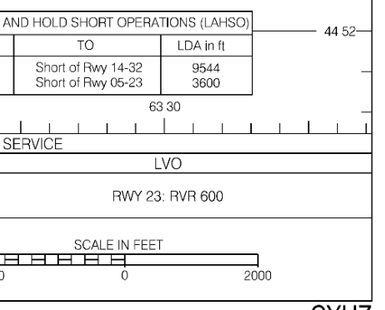 AND HOLD SHORT OPERATIONS (LAHSO)
TO LDA in ft
44 52
Short of Rwy 14-32 9544
Short of Rwy 05-23 3600
63 30
SERVICE
LVO
RWY 23: RVR 600
SCALE IN FEET
0 0 2000